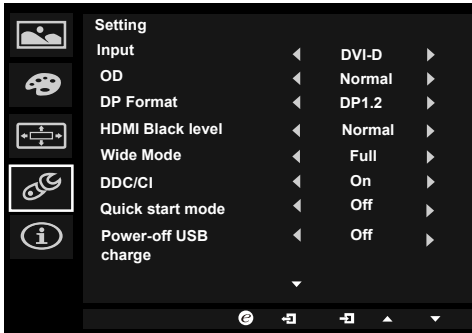 Setting
Input DVI-D
OD Normal
DP Format DP1.2
HDMI Black level Normal
Wide Mode Full
DDC/CI On
Quick start mode Off
Power-off USB Off
charge